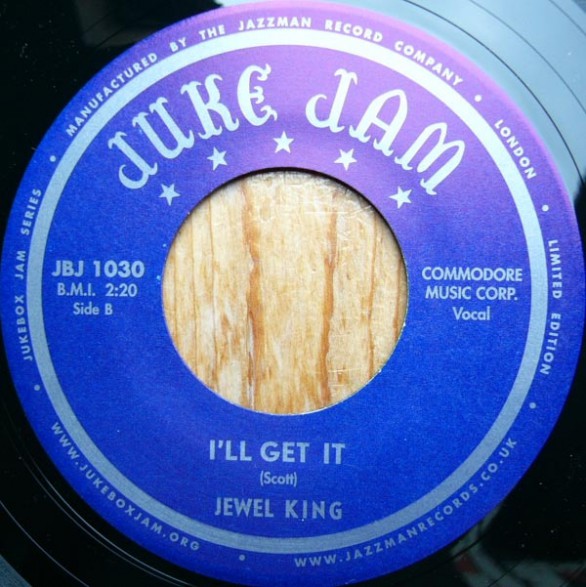 MANUFACTURED BY THE JAZZMAN RECORD COMPANY • LONDON • LIMITED EDITION •
JUKE JAM
JBJ 1030
B.M.I. 2:20
Side B
COMMODORE
MUSIC CORP.
Vocal
I'LL GET IT
(Scott)
JEWEL KING
JUKEBOX JAM SERIES •
WWW.JUKEBOXJAM.ORG • WWW.JAZZMANRECORDS.CO.UK •